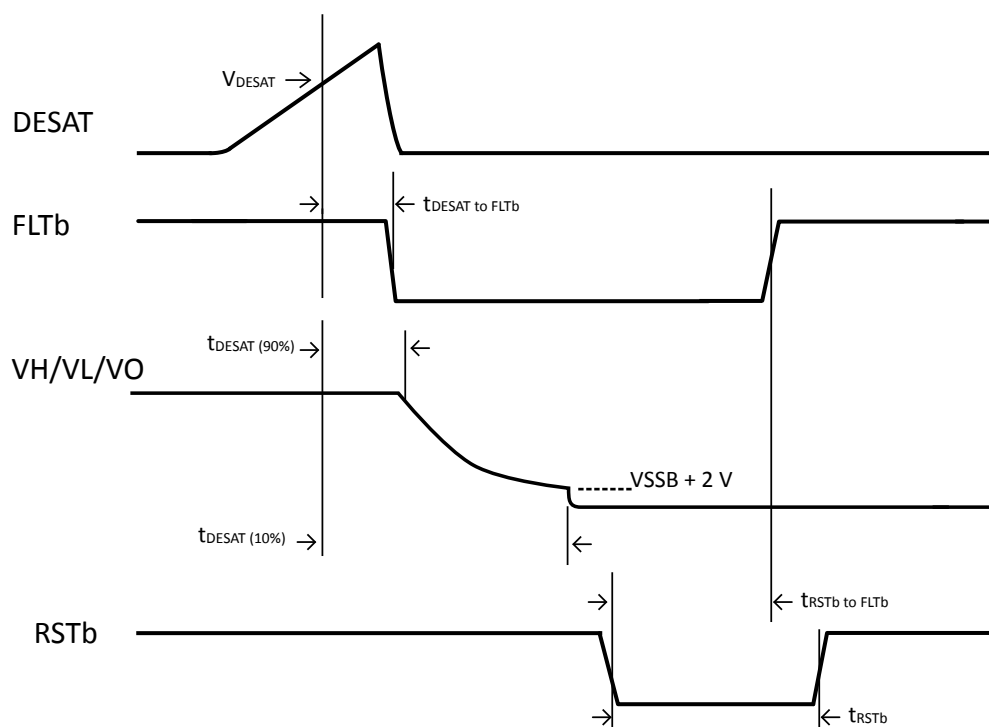 VDESAT
DESAT
tDESAT to FLTb
FLTb
tDESAT (90%)
VH/VL/VO
VSSB + 2 V
tDESAT (10%)
tRSTb to FLTb
RSTb
tRSTb